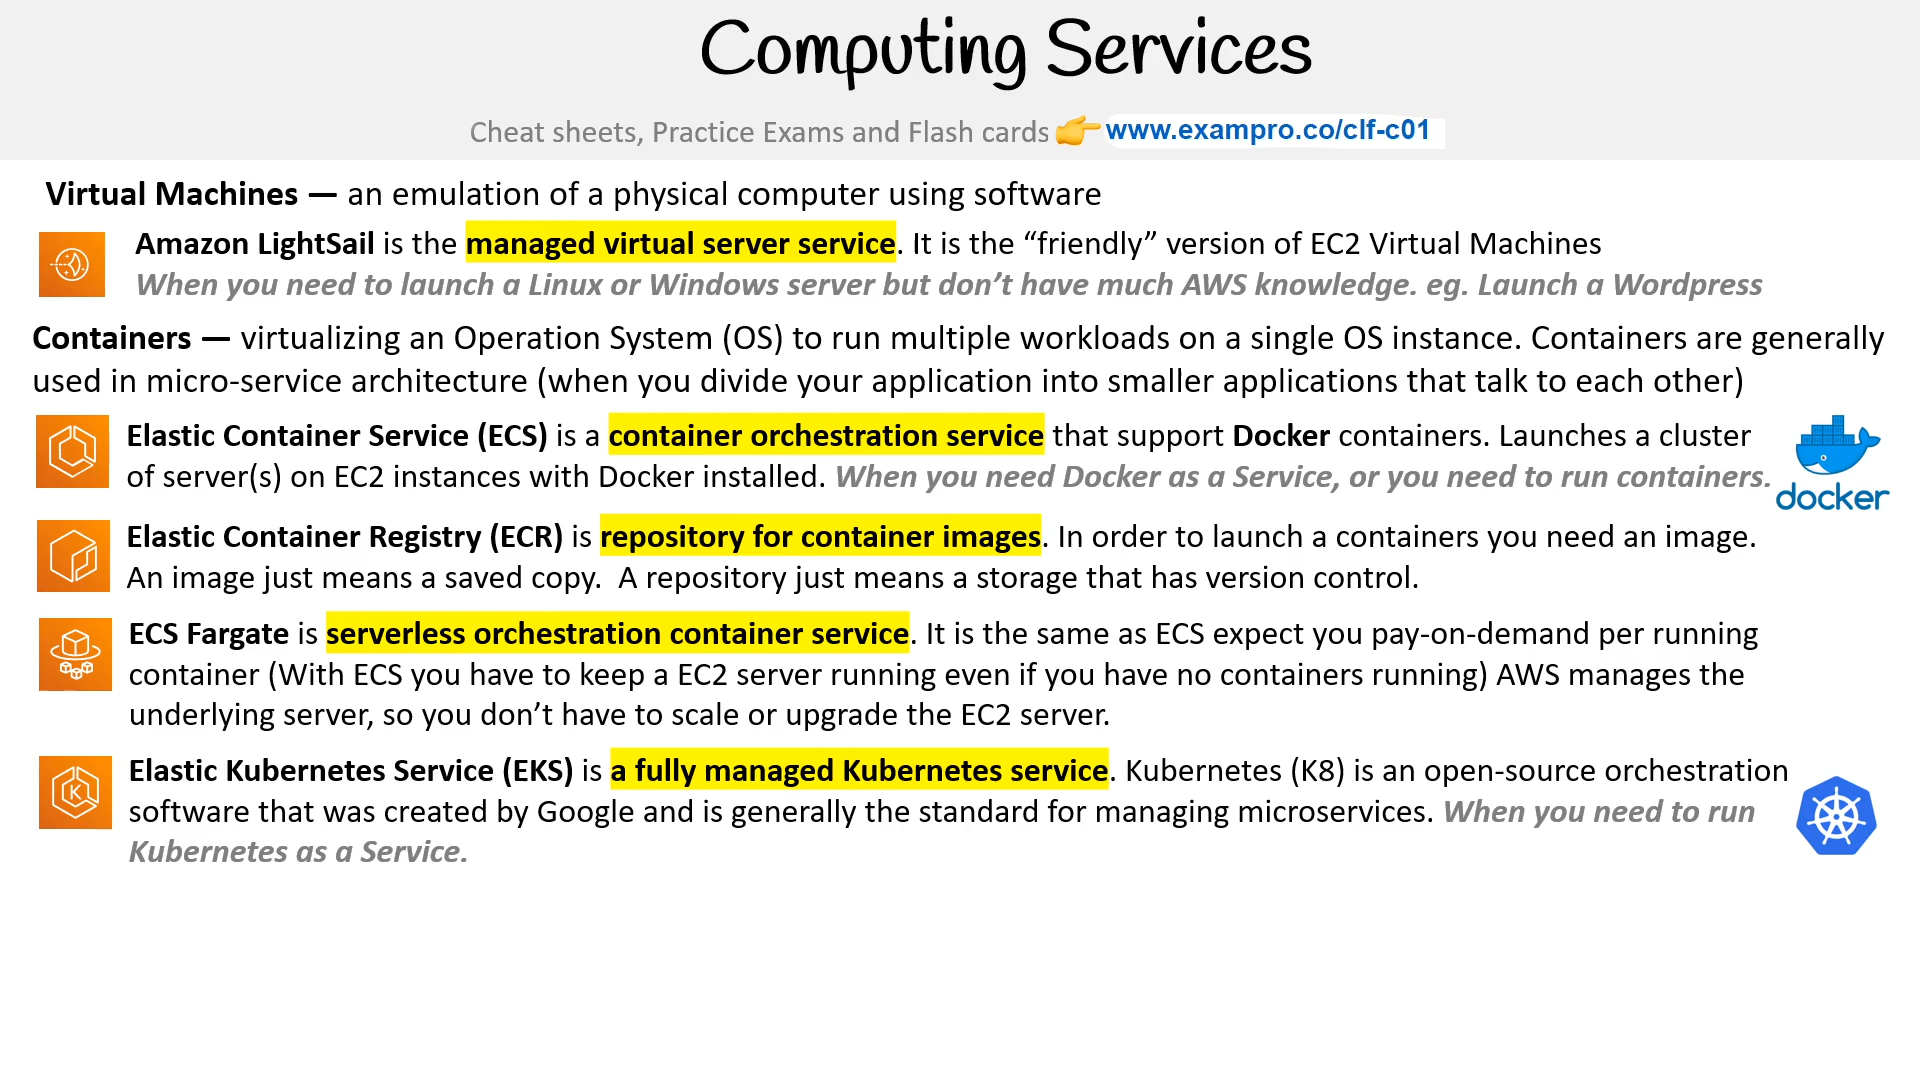 Computing Services
Cheat sheets, Practice Exams and Flash cards 👉 www.exampro.co/clf-c01
Virtual Machines — an emulation of a physical computer using software
Amazon LightSail is the managed virtual server service. It is the “friendly” version of EC2 Virtual Machines
When you need to launch a Linux or Windows server but don’t have much AWS knowledge. eg. Launch a Wordpress
Containers — virtualizing an Operation System (OS) to run multiple workloads on a single OS instance. Containers are generally
used in micro-service architecture (when you divide your application into smaller applications that talk to each other)
Elastic Container Service (ECS) is a container orchestration service that support Docker containers. Launches a cluster
of server(s) on EC2 instances with Docker installed. When you need Docker as a Service, or you need to run containers.
docker
Elastic Container Registry (ECR) is repository for container images. In order to launch a containers you need an image.
An image just means a saved copy. A repository just means a storage that has version control.
ECS Fargate is serverless orchestration container service. It is the same as ECS expect you pay-on-demand per running
container (With ECS you have to keep a EC2 server running even if you have no containers running) AWS manages the
underlying server, so you don’t have to scale or upgrade the EC2 server.
K
Elastic Kubernetes Service (EKS) is a fully managed Kubernetes service. Kubernetes (K8) is an open-source orchestration
software that was created by Google and is generally the standard for managing microservices. When you need to run
Kubernetes as a Service.